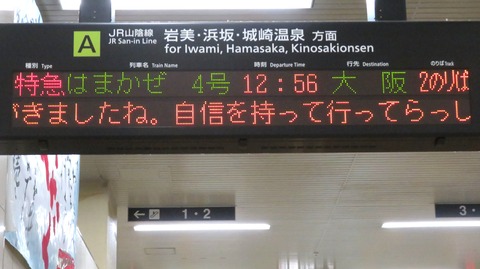 A
JR山陰線
JR San-in Line
岩美・浜坂・城崎温泉 方面
for Iwami, Hamasaka, Kinosakionsen
種別 Type 列車名 Train Name 時刻 Departure Time 行先 Destination のりば Track
特急 はまかぜ 4号 12:56 大阪 2のりば
ぎましたね。自信を持って行ってらっし
← 1・2
3・